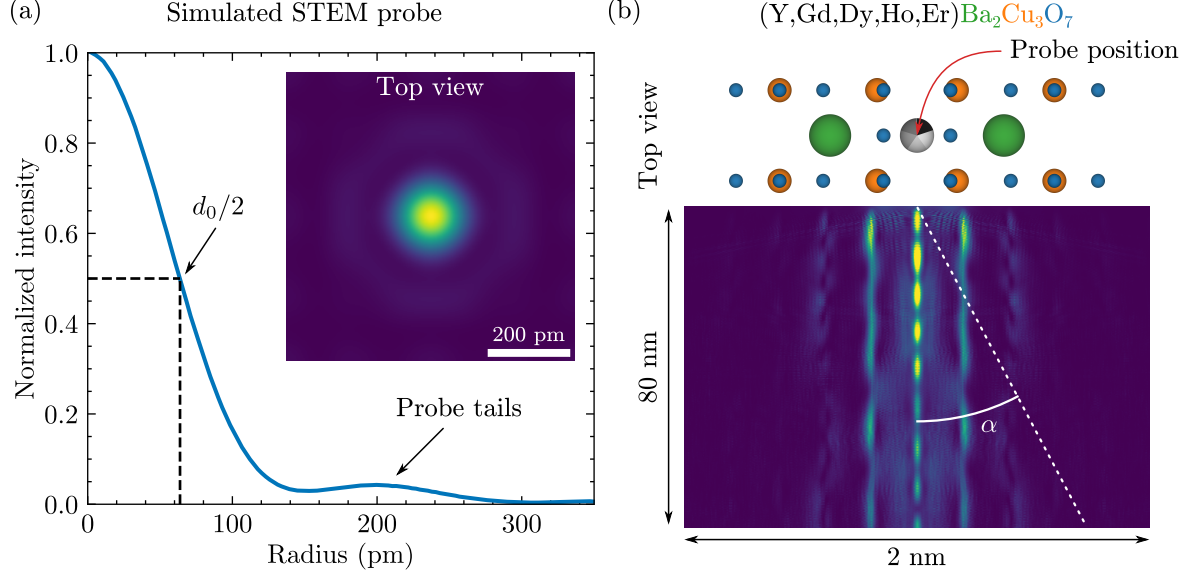 (a)
Simulated STEM probe
Normalized intensity
1.0
0.8
0.6
0.4
0.2
0.0
0
100
200
300
Radius (pm)
d₀/2
Probe tails
Top view
200 pm
(b)
(Y,Gd,Dy,Ho,Er)Ba₂Cu₃O₇
Probe position
Top view
80 nm
α
2 nm